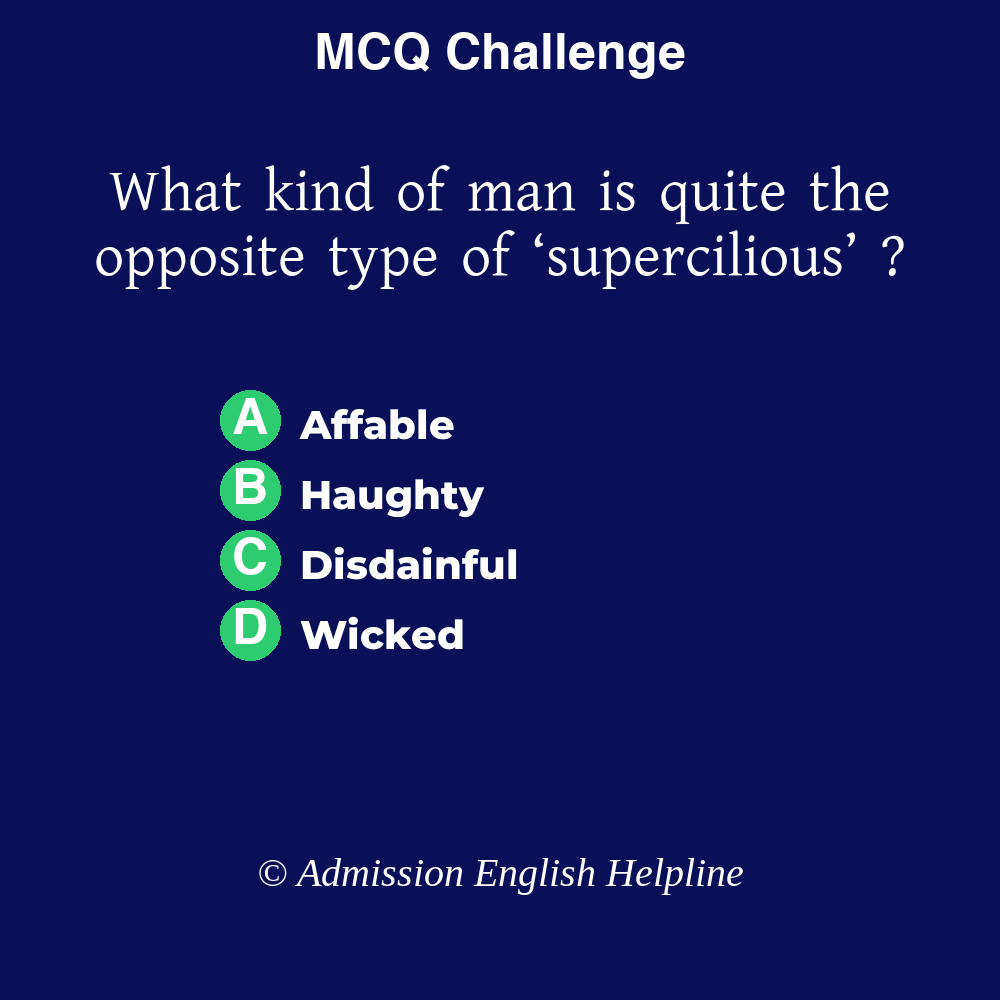 MCQ Challenge
What kind of man is quite the
opposite type of ‘supercilious’ ?
A Affable
B Haughty
C Disdainful
D Wicked
© Admission English Helpline